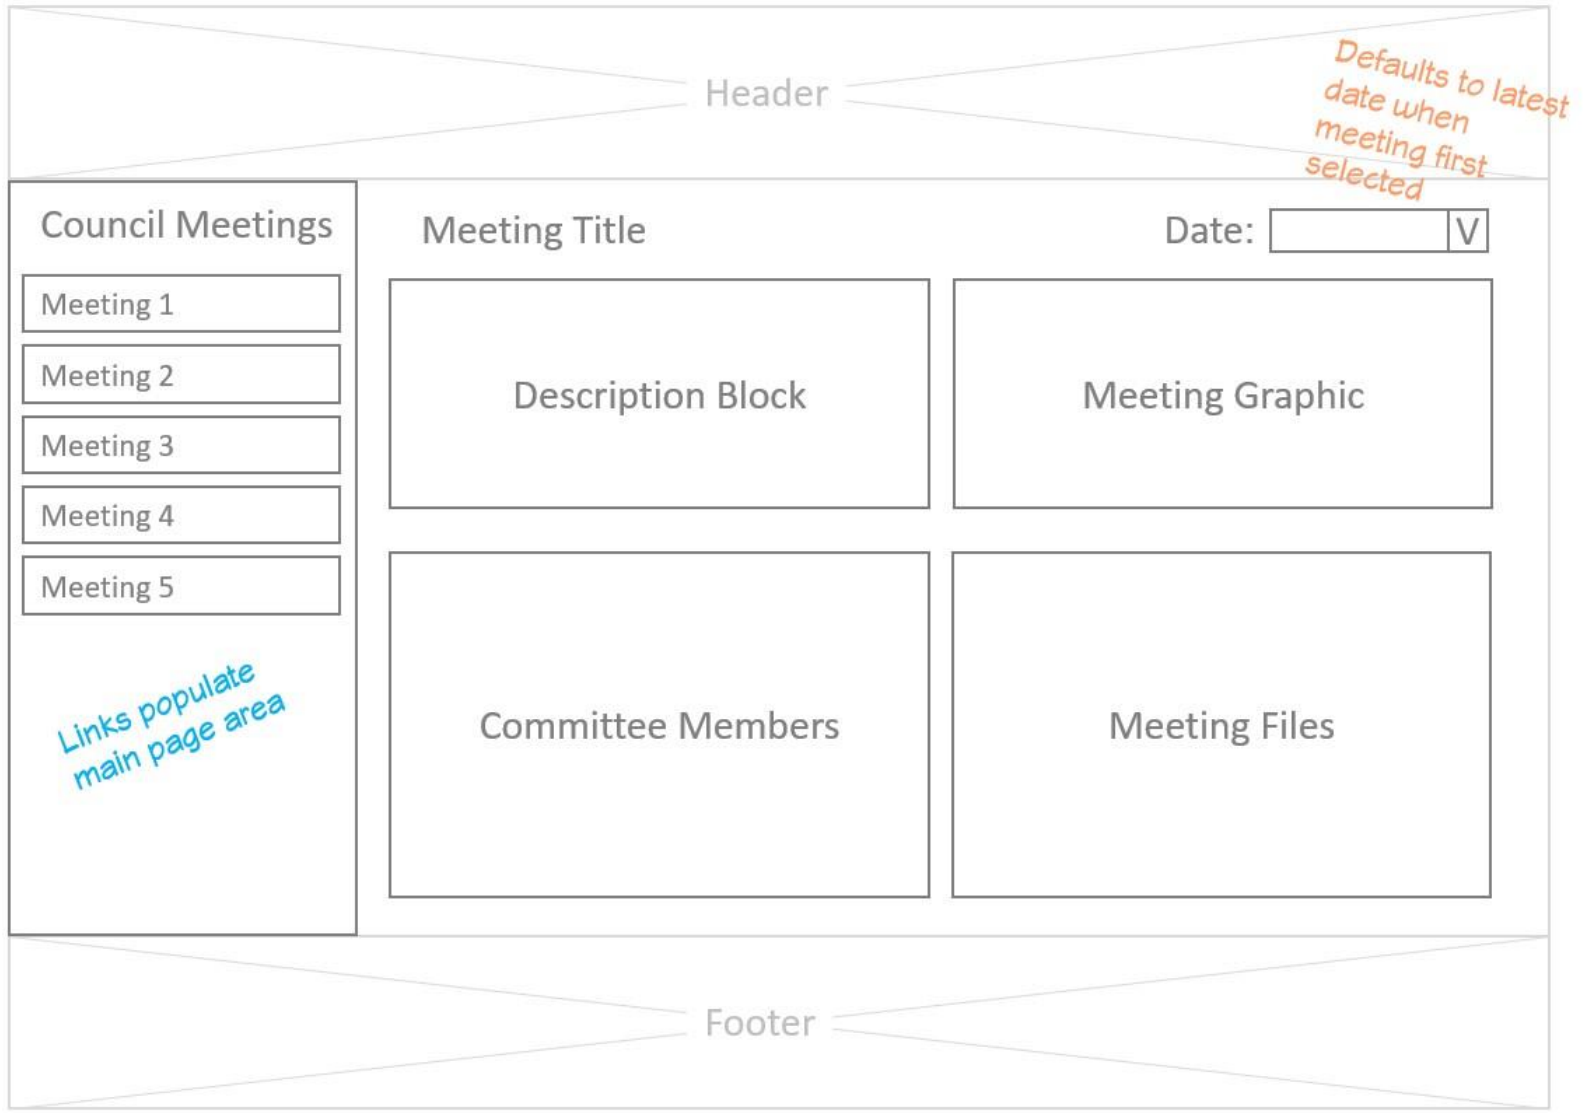 Header
Defaults to latest
date when
meeting first
selected
Council Meetings
Meeting 1
Meeting 2
Meeting 3
Meeting 4
Meeting 5
Links populate
main page area
Meeting Title
Date:
V
Description Block
Meeting Graphic
Committee Members
Meeting Files
Footer